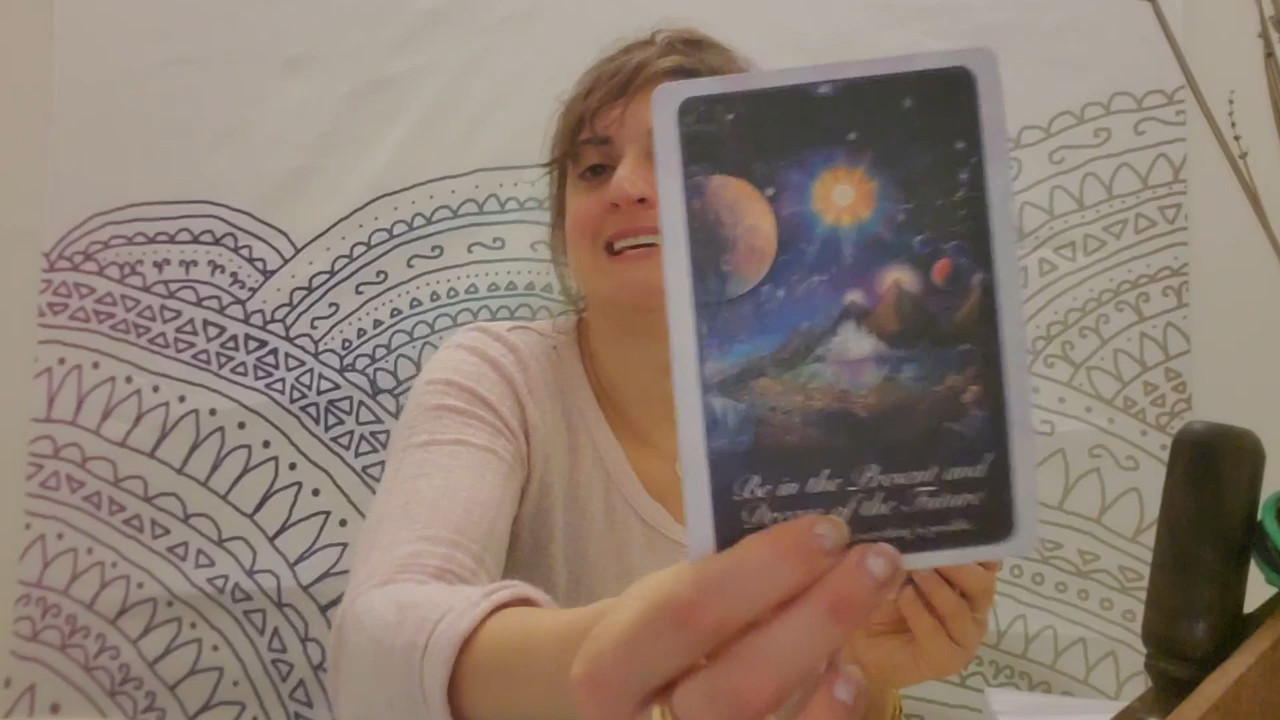 Be in the Present and
Dream of the Future